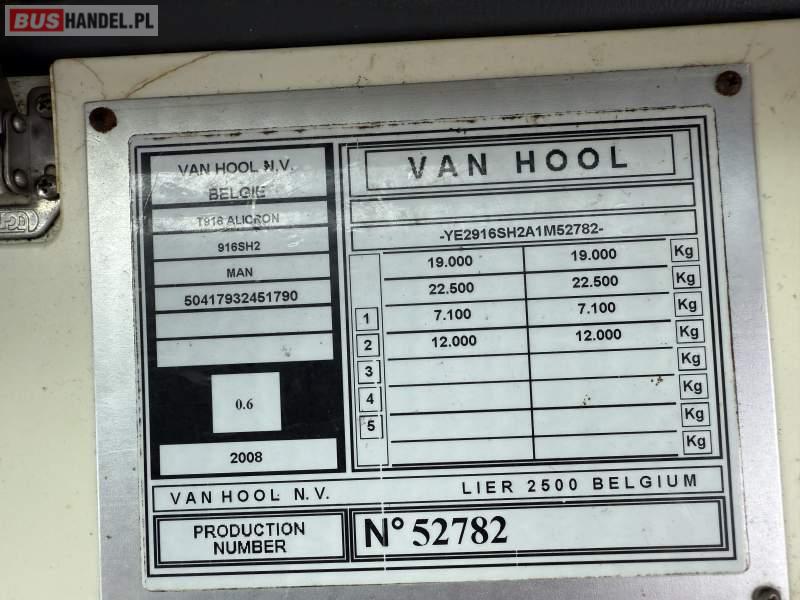 BUSHANDEL.PL
VAN HOOL N.V.
BELGIE
T916 ALICRON
916SH2
MAN
50417932451790
0.6
2008
VAN HOOL
-YE2916SH2A1M52782-
19.000 19.000 Kg
22.500 22.500 Kg
1 7.100 7.100 Kg
2 12.000 12.000 Kg
3 Kg
4 Kg
5 Kg
Kg
VAN HOOL N.V. LIER 2500 BELGIUM
PRODUCTION
NUMBER
N° 52782